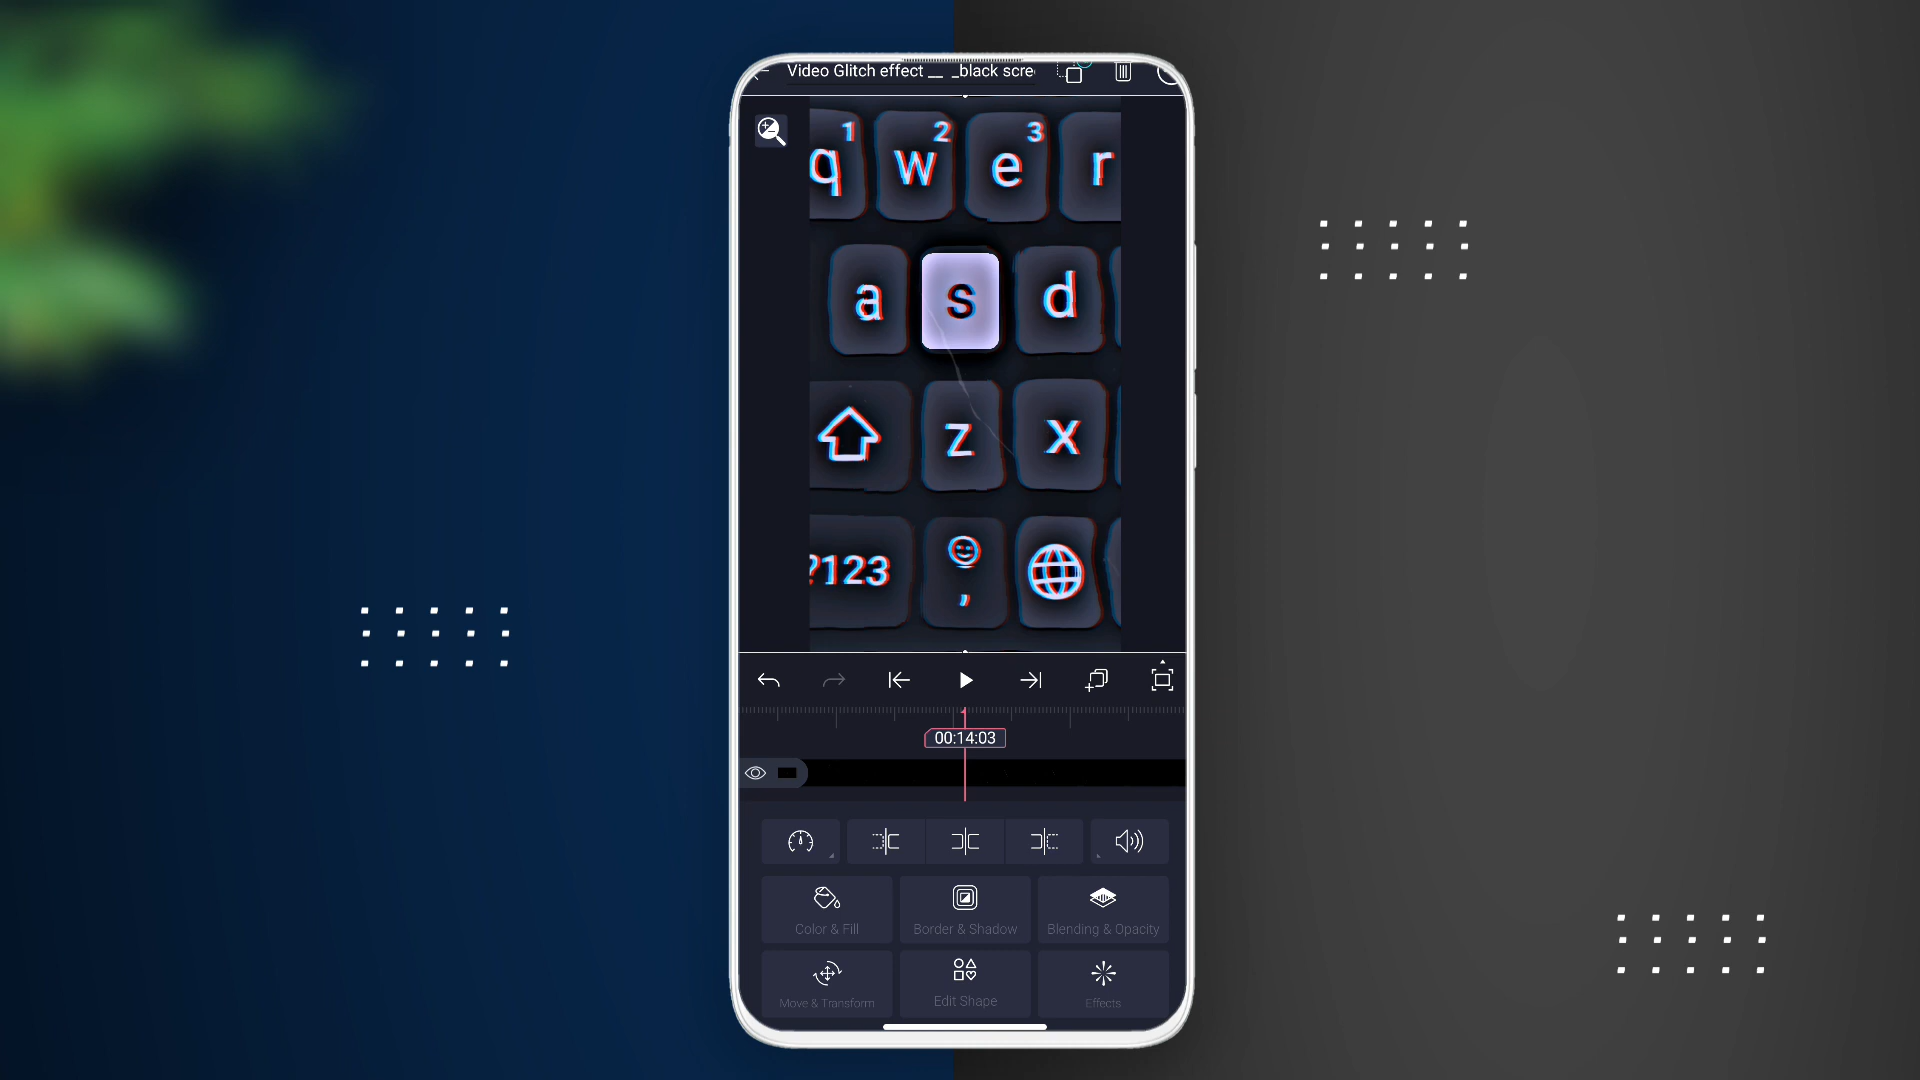 Video Glitch effect __ _black scre
1 2 3
q w e r
a s d
z x
?123 ,
00:14:03
Color & Fill Border & Shadow Blending & Opacity
Move & Transform Edit Shape Effects